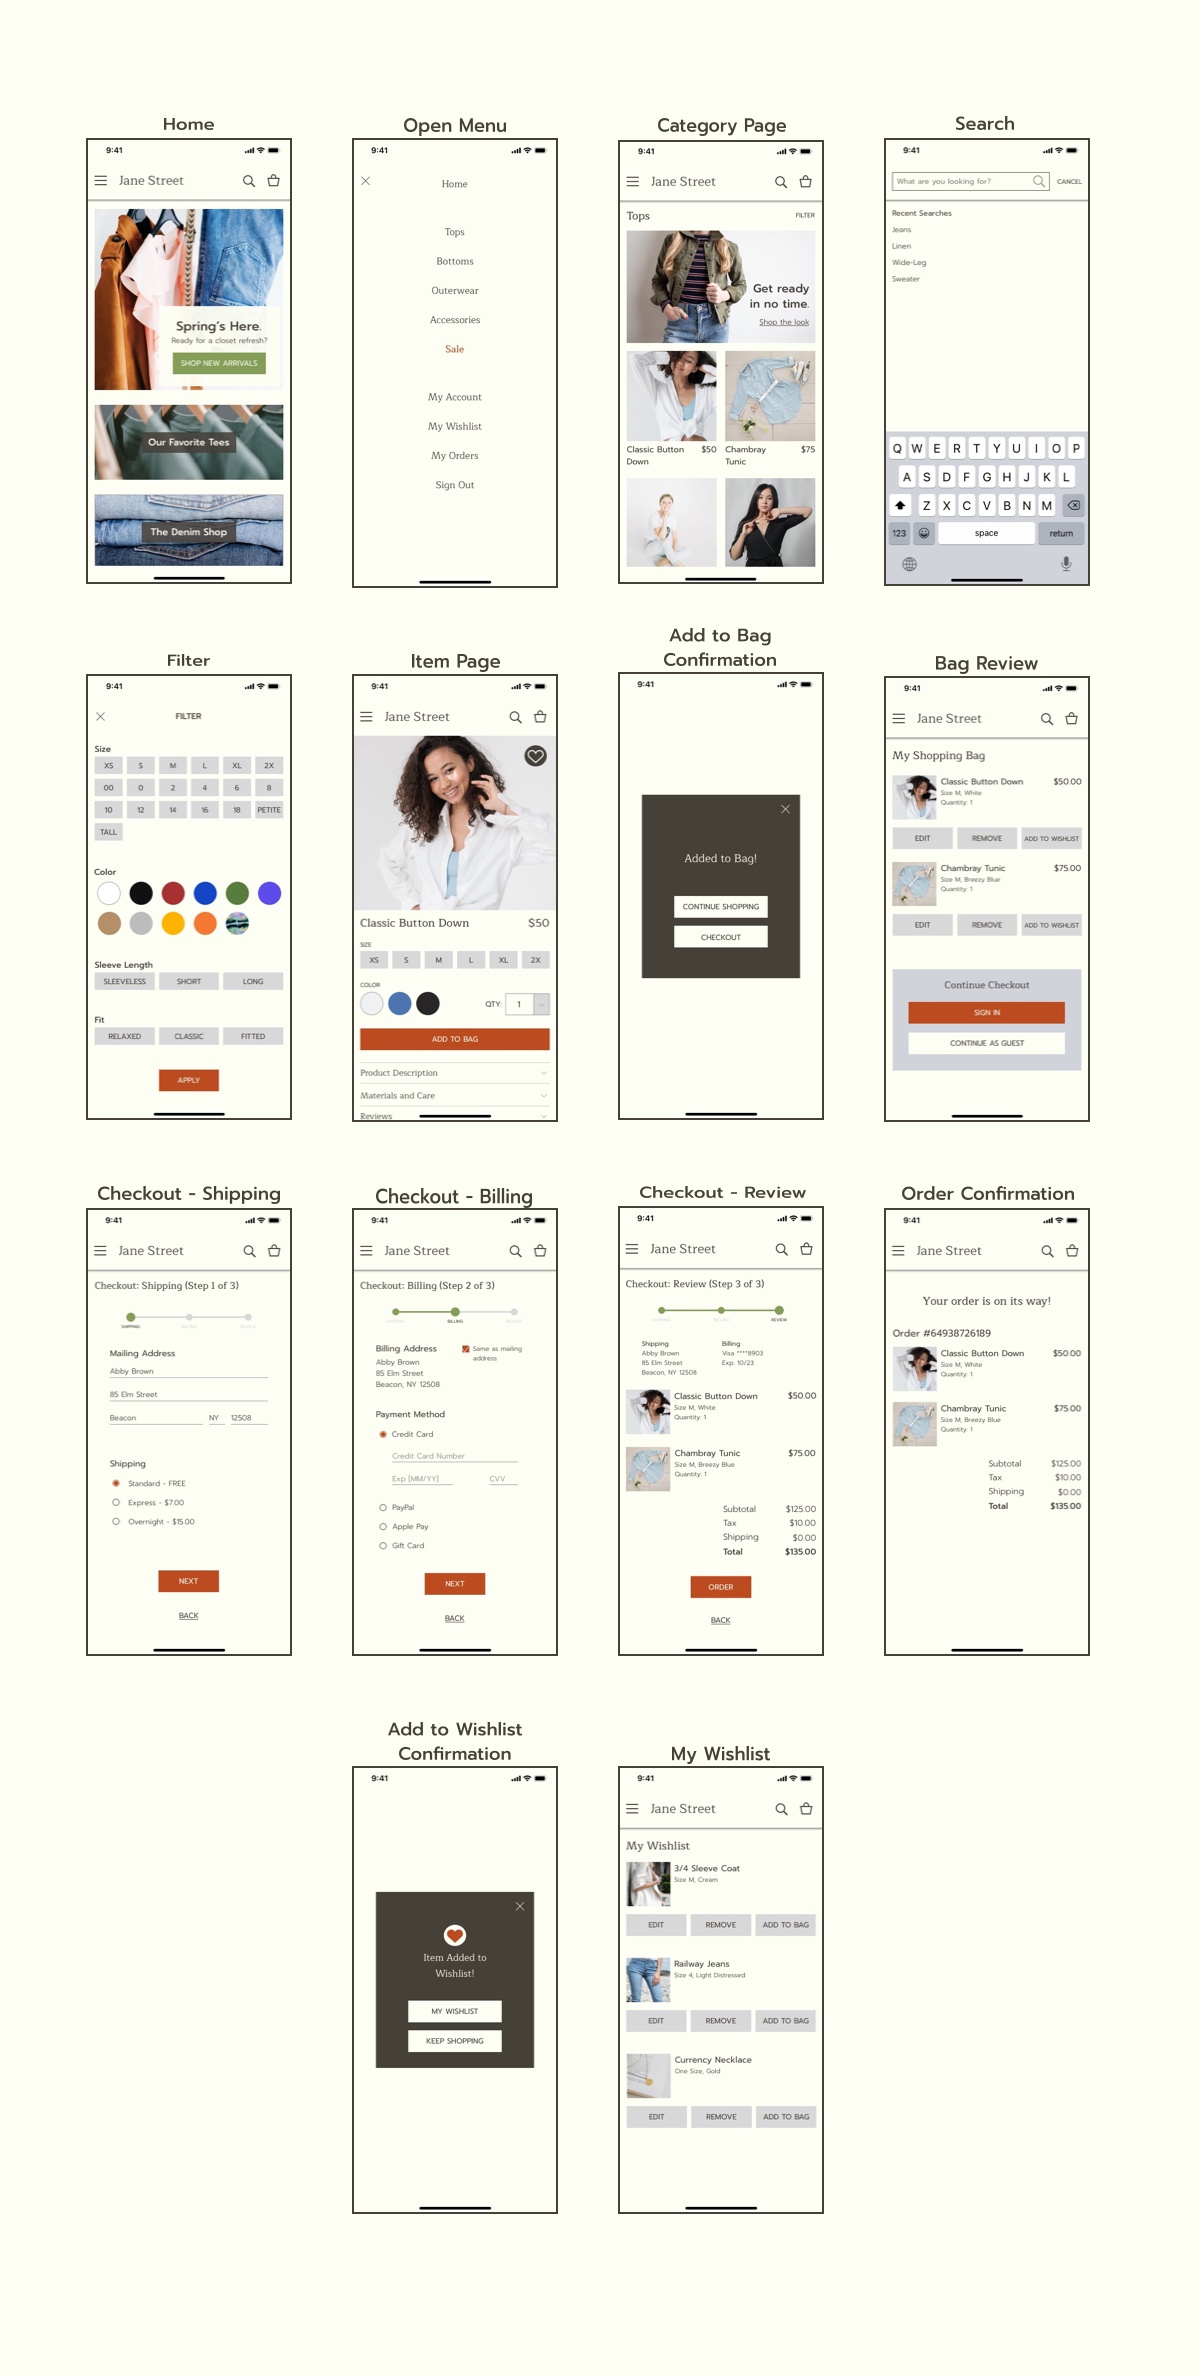 Home
9:41
Jane Street
Spring's Here.
Ready for a closet refresh?
SHOP NEW ARRIVALS
Our Favorite Tees
The Denim Shop
Open Menu
9:41
Home
Tops
Bottoms
Outerwear
Accessories
Sale
My Account
My Wishlist
My Orders
Sign Out
Category Page
9:41
Jane Street
Tops FILTER
Get ready
in no time.
Shop the look
Classic Button $50 Chambray $75
Down Tunic
Search
9:41
What are you looking for? CANCEL
Recent Searches
Jeans
Linen
Wide-Leg
Sweater
Q W E R T Y U I O P
A S D F G H J K L
Z X C V B N M
123 space return
Filter
9:41
FILTER
Size
XS S M L XL 2X
00 0 2 4 6 8
10 12 14 16 18 PETITE
TALL
Color
Sleeve Length
SLEEVELESS SHORT LONG
Fit
RELAXED CLASSIC FITTED
APPLY
Item Page
9:41
Jane Street
Classic Button Down $50
SIZE
XS S M L XL 2X
COLOR
QTY: 1
ADD TO BAG
Product Description
Materials and Care
Reviews
Add to Bag
Confirmation
9:41
Added to Bag!
CONTINUE SHOPPING
CHECKOUT
Bag Review
9:41
Jane Street
My Shopping Bag
Classic Button Down $50.00
Size M, White
Quantity: 1
EDIT REMOVE ADD TO WISHLIST
Chambray Tunic $75.00
Size M, Breezy Blue
Quantity: 1
EDIT REMOVE ADD TO WISHLIST
Continue Checkout
SIGN IN
CONTINUE AS GUEST
Checkout - Shipping
9:41
Jane Street
Checkout: Shipping (Step 1 of 3)
SHIPPING BILLING REVIEW
Mailing Address
Abby Brown
85 Elm Street
Beacon NY 12508
Shipping
Standard - FREE
Express - $7.00
Overnight - $15.00
NEXT
BACK
Checkout - Billing
9:41
Jane Street
Checkout: Billing (Step 2 of 3)
SHIPPING BILLING REVIEW
Billing Address Same as mailing
address
Abby Brown
85 Elm Street
Beacon, NY 12508
Payment Method
Credit Card
Credit Card Number
Exp [MM/YY] CVV
PayPal
Apple Pay
Gift Card
NEXT
BACK
Checkout - Review
9:41
Jane Street
Checkout: Review (Step 3 of 3)
SHIPPING BILLING REVIEW
Shipping Billing
Abby Brown Visa ****8903
85 Elm Street Exp. 10/23
Beacon, NY 12508
Classic Button Down $50.00
Size M, White
Quantity: 1
Chambray Tunic $75.00
Size M, Breezy Blue
Quantity: 1
Subtotal $125.00
Tax $10.00
Shipping $0.00
Total $135.00
ORDER
BACK
Order Confirmation
9:41
Jane Street
Your order is on its way!
Order #64938726189
Classic Button Down $50.00
Size M, White
Quantity: 1
Chambray Tunic $75.00
Size M, Breezy Blue
Quantity: 1
Subtotal $125.00
Tax $10.00
Shipping $0.00
Total $135.00
Add to Wishlist
Confirmation
9:41
Item Added to
Wishlist!
MY WISHLIST
KEEP SHOPPING
My Wishlist
9:41
Jane Street
My Wishlist
3/4 Sleeve Coat
Size M, Cream
EDIT REMOVE ADD TO BAG
Railway Jeans
Size 4, Light Distressed
EDIT REMOVE ADD TO BAG
Currency Necklace
One Size, Gold
EDIT REMOVE ADD TO BAG